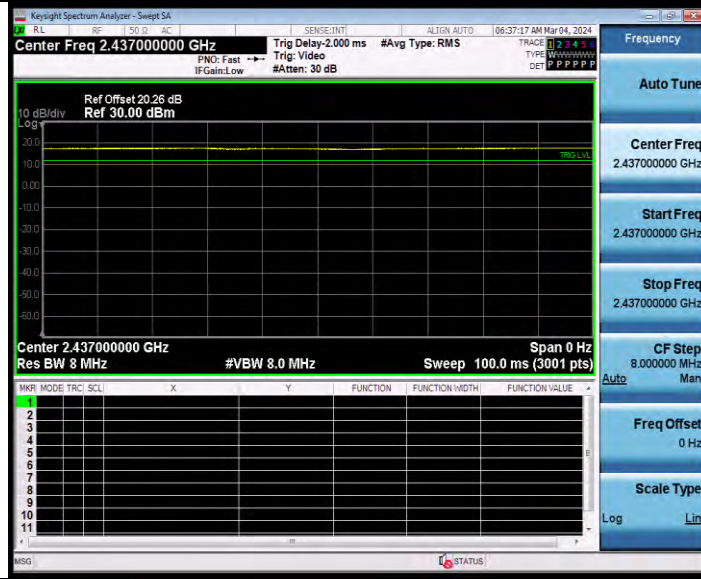 Keysight Spectrum Analyzer - Swept SA
RL RF 50 Ω AC SENSE:INT ALIGN AUTO 06:37:17 AM Mar 04, 2024
Center Freq 2.437000000 GHz
PNO: Fast
IFGain:Low
Trig Delay-2.000 ms
Trig: Video
#Atten: 30 dB
#Avg Type: RMS
TRACE 1 2 3 4 5 6
TYPE WWWWWW
DET P P P P P P
Ref Offset 20.26 dB
10 dB/div Ref 30.00 dBm
Log
20.0
10.0
TRIG LVL
0.00
-10.0
-20.0
-30.0
-40.0
-50.0
-60.0
Center 2.437000000 GHz Span 0 Hz
Res BW 8 MHz #VBW 8.0 MHz Sweep 100.0 ms (3001 pts)
MKR MODE TRC SCL X Y FUNCTION FUNCTION WIDTH FUNCTION VALUE
1
2
3
4
5
6
7
8
9
10
11
MSG STATUS
Frequency
Auto Tune
Center Freq
2.437000000 GHz
Start Freq
2.437000000 GHz
Stop Freq
2.437000000 GHz
CF Step
8.000000 MHz
Auto Man
Freq Offset
0 Hz
Scale Type
Log Lin